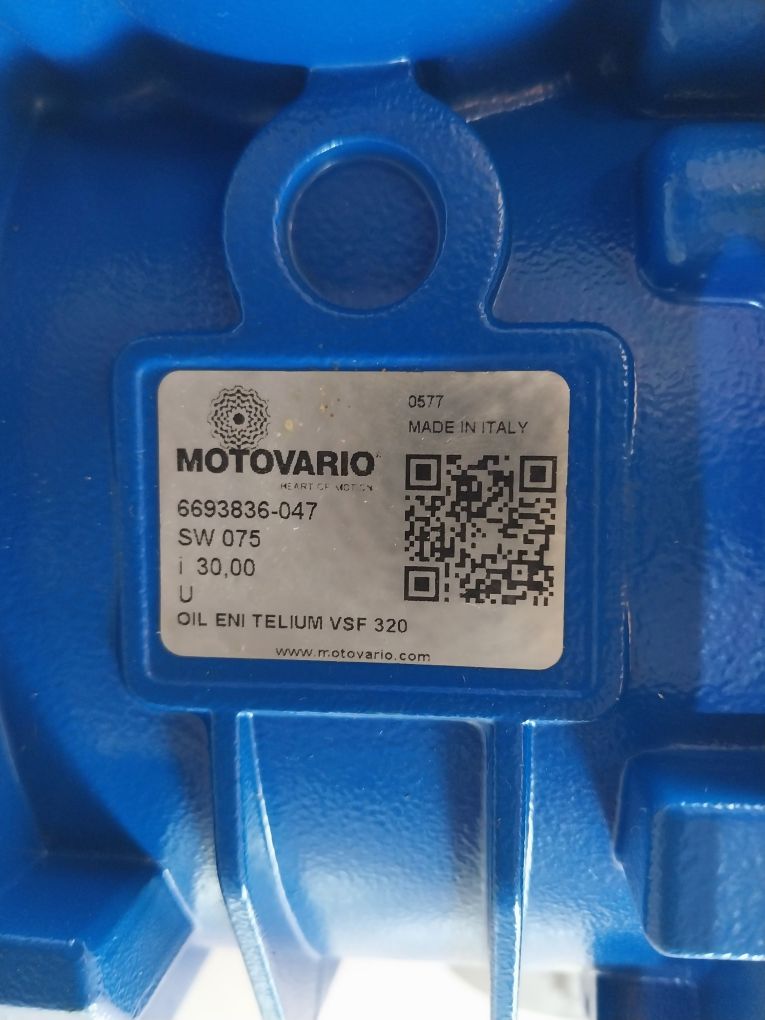 0577
MADE IN ITALY
MOTOVARIO
HEART OF MOTION
6693836-047
SW 075
i 30,00
U
OIL ENI TELIUM VSF 320
www.motovario.com